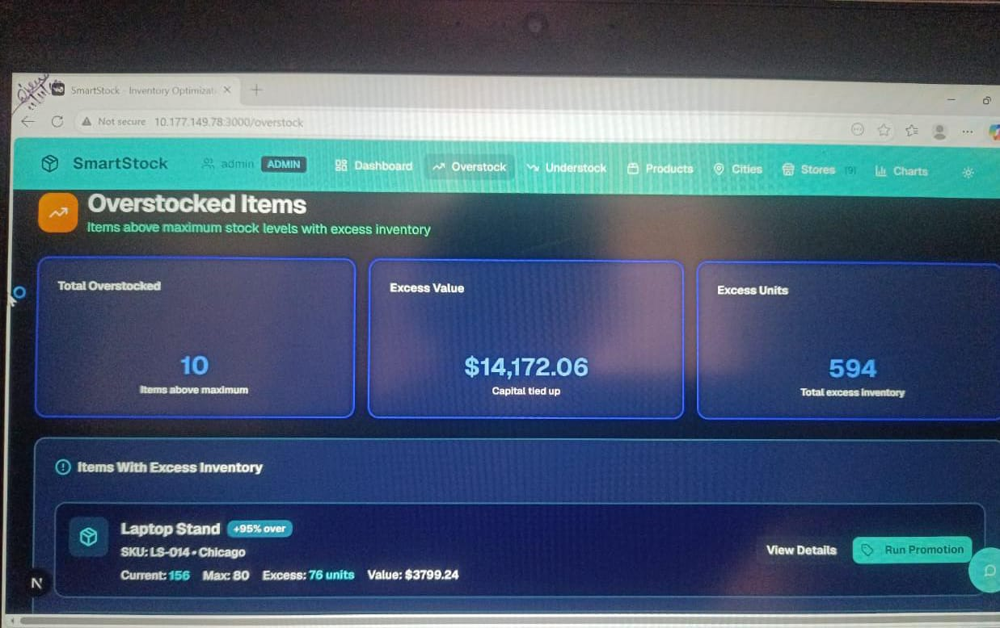 SmartStock - Inventory Optimizati
Not secure 10.177.149.78:3000/overstock
SmartStock admin ADMIN Dashboard Overstock Understock Products Cities Stores (9) Charts
Overstocked Items
Items above maximum stock levels with excess inventory
Total Overstocked
10
Items above maximum
Excess Value
$14,172.06
Capital tied up
Excess Units
594
Total excess inventory
Items With Excess Inventory
Laptop Stand +95% over
SKU: LS-014 • Chicago
Current: 156 Max: 80 Excess: 76 units Value: $3799.24
View Details Run Promotion
N